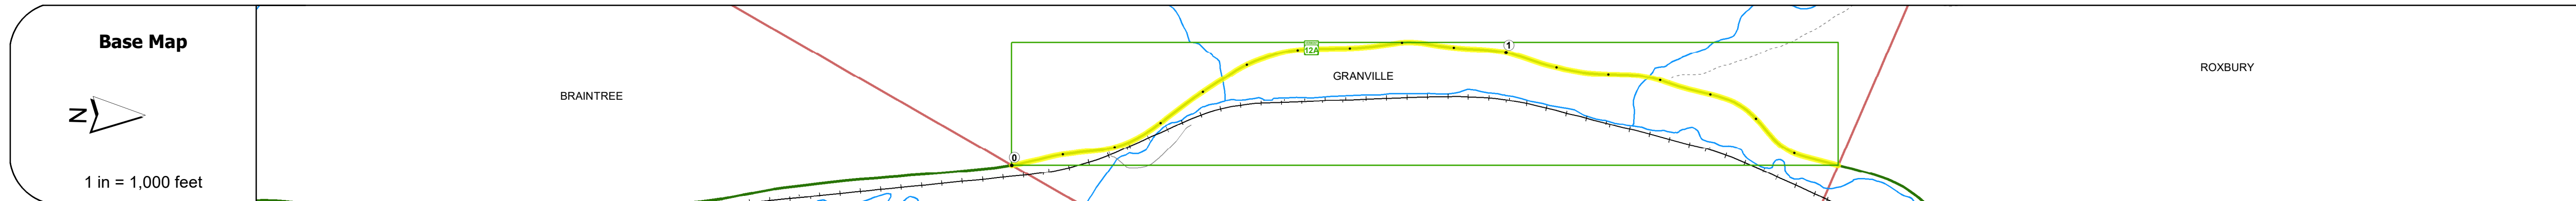 Base Map
N
1 in = 1,000 feet
BRAINTREE
0
12A
GRANVILLE
1
ROXBURY